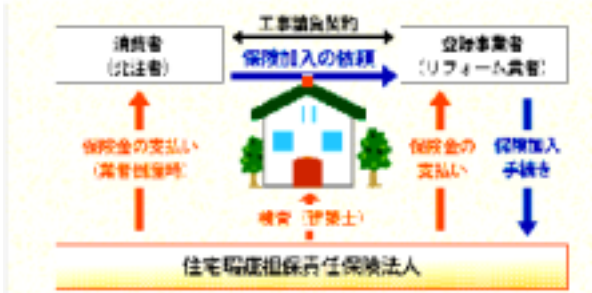 工事請負契約
消費者
(発注者)
保険加入の依頼
登録事業者
(リフォーム業者)
保険金の支払い
(業者倒産時)
保険金の
支払い
保険加入
手続き
検査(建築士)
住宅瑕疵担保責任保険法人